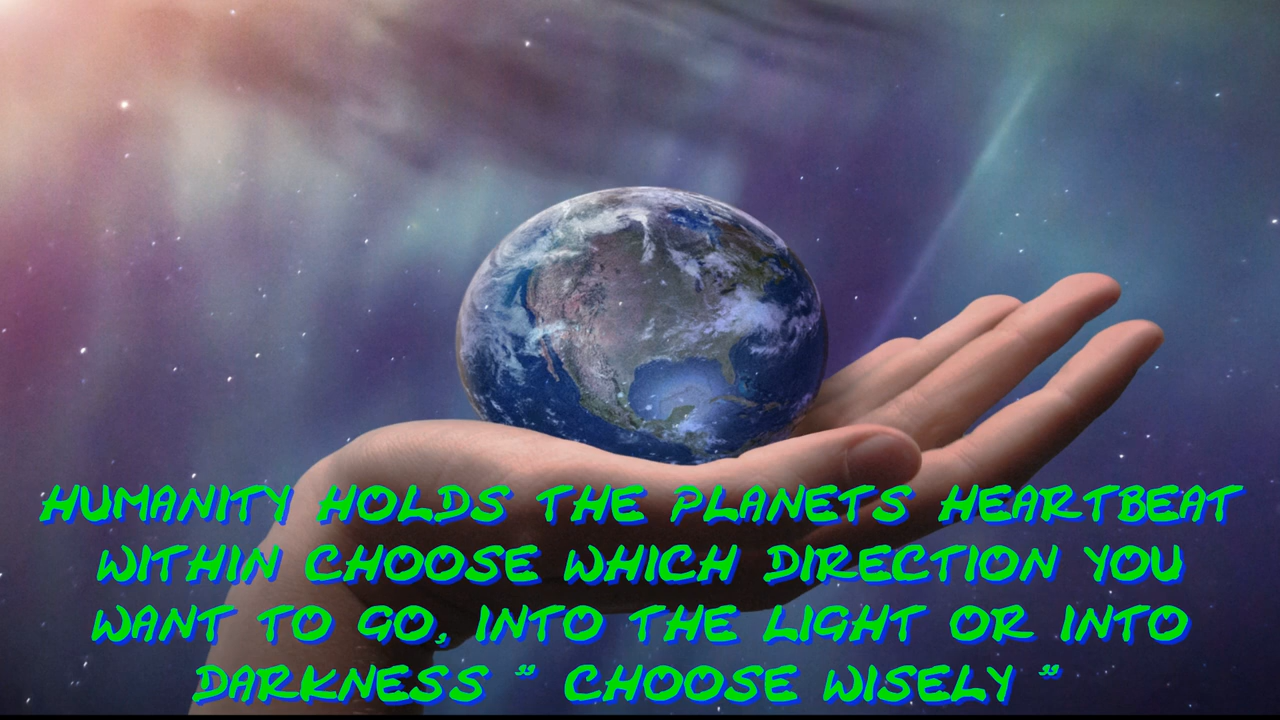 HUMANITY HOLDS THE PLANETS HEARTBEAT
WITHIN CHOOSE WHICH DIRECTION YOU
WANT TO GO, INTO THE LIGHT OR INTO
DARKNESS " CHOOSE WISELY "